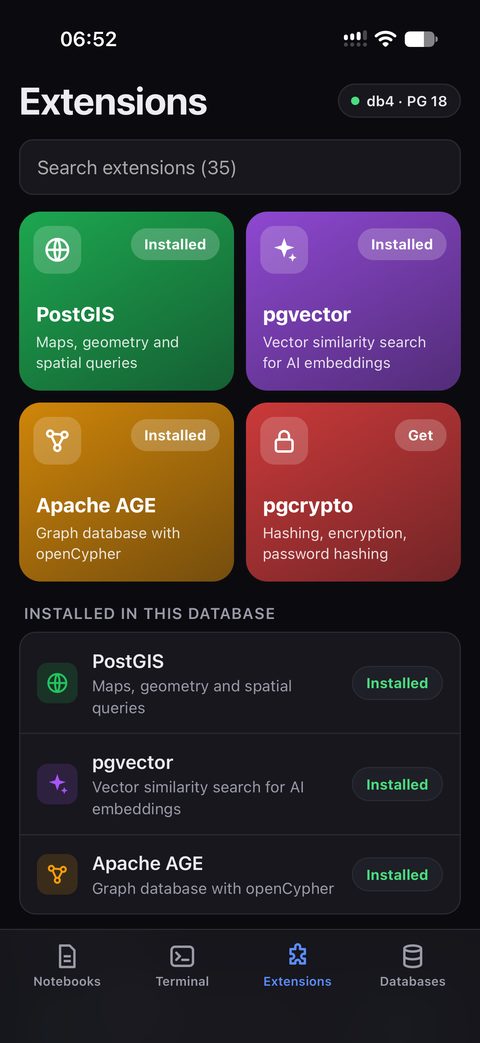 06:52
Extensions
db4 · PG 18
Search extensions (35)
Installed
PostGIS
Maps, geometry and
spatial queries
Installed
pgvector
Vector similarity search
for AI embeddings
Installed
Apache AGE
Graph database with
openCypher
Get
pgcrypto
Hashing, encryption,
password hashing
INSTALLED IN THIS DATABASE
PostGIS
Maps, geometry and spatial
queries
Installed
pgvector
Vector similarity search for AI
embeddings
Installed
Apache AGE
Graph database with openCypher
Installed
Notebooks
Terminal
Extensions
Databases